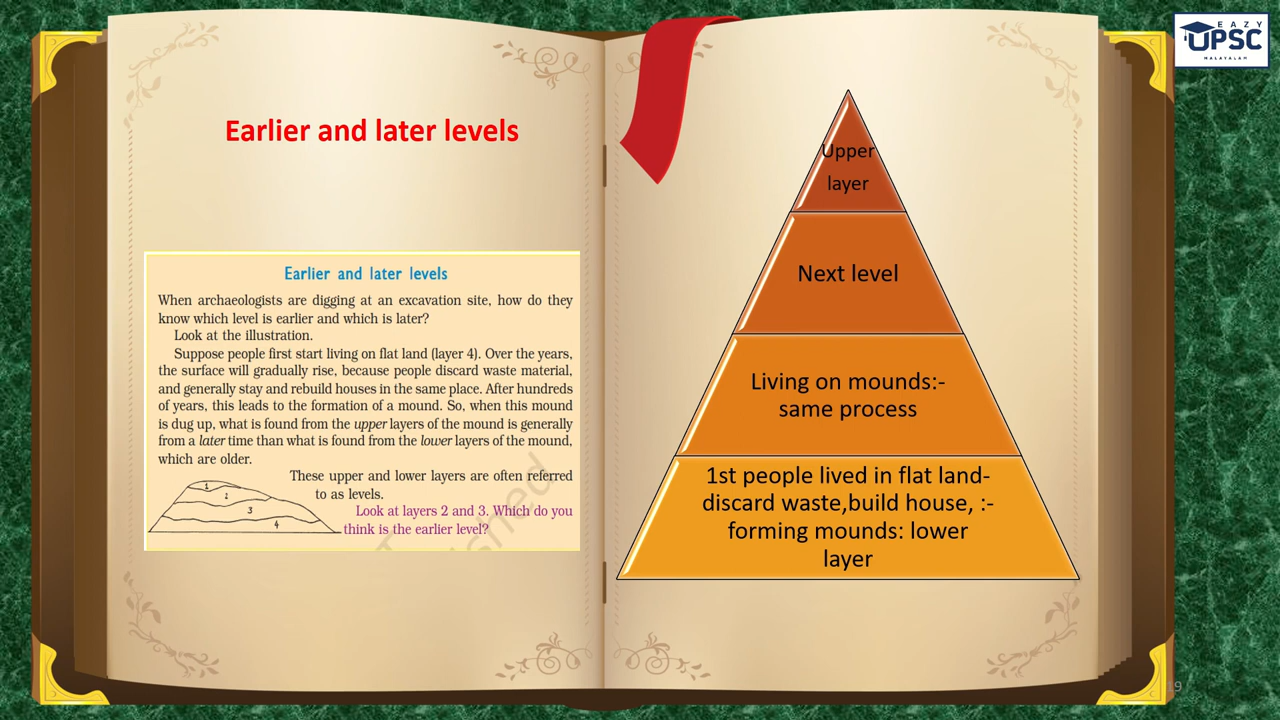 EAZY
UPSC
MALAYALAM
Earlier and later levels
Earlier and later levels
When archaeologists are digging at an excavation site, how do they
know which level is earlier and which is later?
Look at the illustration.
Suppose people first start living on flat land (layer 4). Over the years,
the surface will gradually rise, because people discard waste material,
and generally stay and rebuild houses in the same place. After hundreds
of years, this leads to the formation of a mound. So, when this mound
is dug up, what is found from the upper layers of the mound is generally
from a later time than what is found from the lower layers of the mound,
which are older.
These upper and lower layers are often referred
to as levels.
Look at layers 2 and 3. Which do you
think is the earlier level?
1
3
4
Upper
layer
Next level
Living on mounds:-
same process
1st people lived in flat land-
discard waste,build house, :-
forming mounds: lower
layer
19